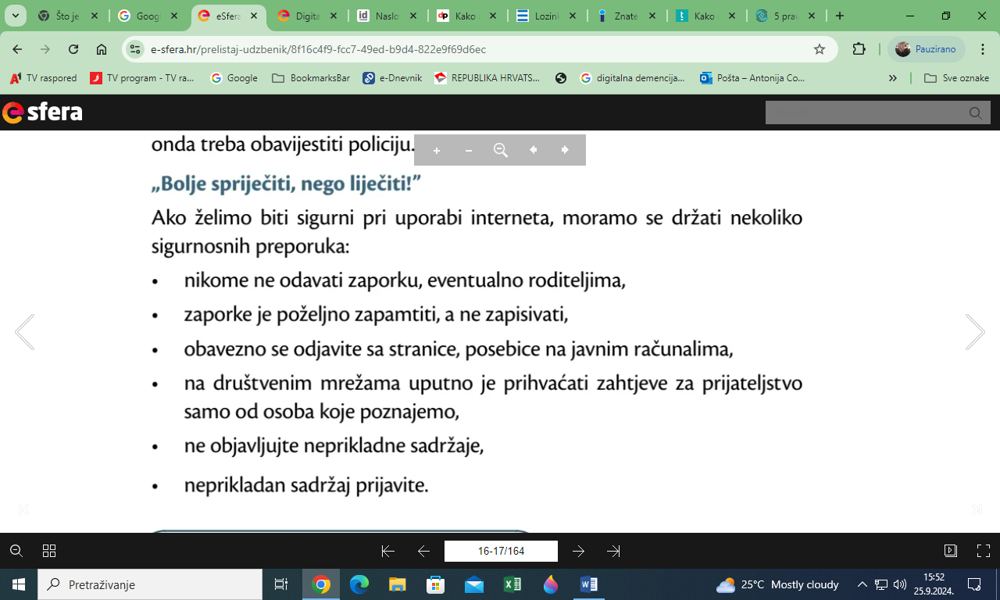 Što je
Googl
eSfera
Digita
Naslo
Kako
Lozink
Znate
Kako
5 prav
e-sfera.hr/prelistaj-udzbenik/8f16c4f9-fcc7-49ed-b9d4-822e9f69d6ec
Pauzirano
TV raspored
TV program - TV ra...
Google
BookmarksBar
e-Dnevnik
REPUBLIKA HRVATS...
digitalna demencija...
Pošta – Antonija Co...
Sve oznake
esfera
onda treba obavijestiti policiju.
„Bolje spriječiti, nego liječiti!”
Ako želimo biti sigurni pri uporabi interneta, moramo se držati nekoliko
sigurnosnih preporuka:
• nikome ne odavati zaporku, eventualno roditeljima,
• zaporke je poželjno zapamtiti, a ne zapisivati,
• obavezno se odjavite sa stranice, posebice na javnim računalima,
• na društvenim mrežama uputno je prihvaćati zahtjeve za prijateljstvo
samo od osoba koje poznajemo,
• ne objavljujte neprikladne sadržaje,
• neprikladan sadržaj prijavite.
16-17/164
Pretraživanje
25°C Mostly cloudy
15:52
25.9.2024.